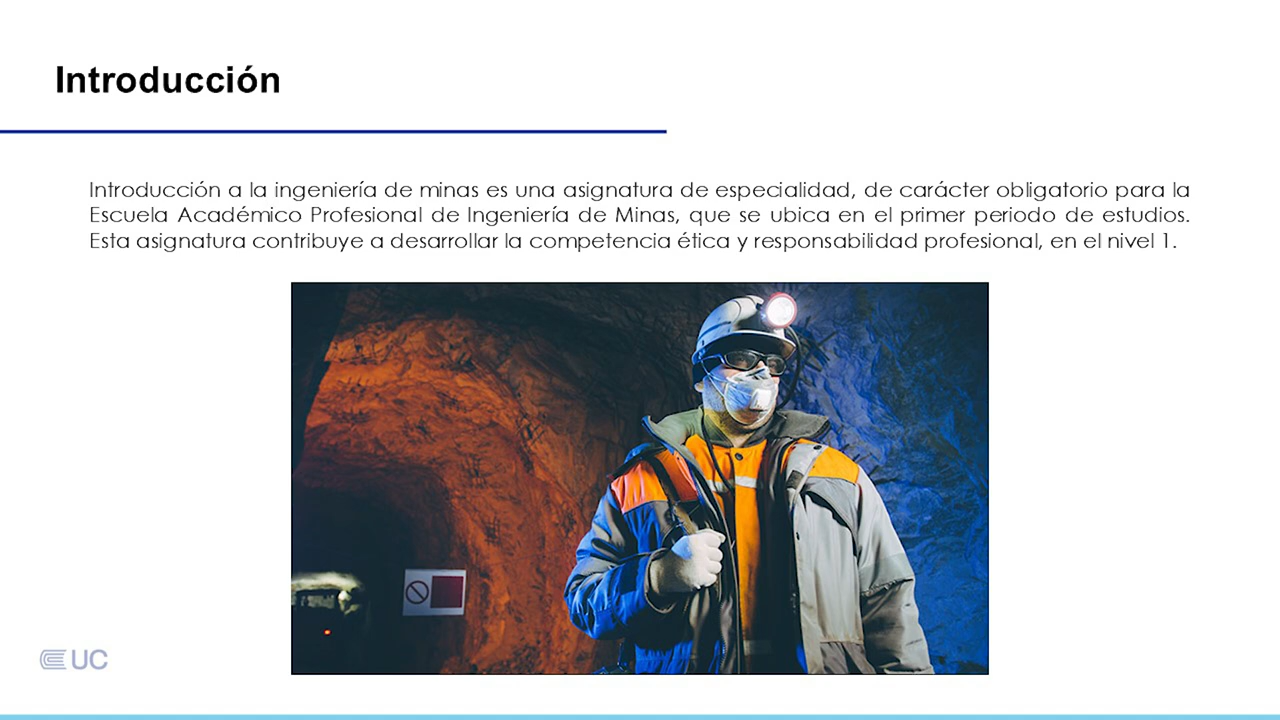 Introducción
Introducción a la ingeniería de minas es una asignatura de especialidad, de carácter obligatorio para la
Escuela Académico Profesional de Ingeniería de Minas, que se ubica en el primer periodo de estudios.
Esta asignatura contribuye a desarrollar la competencia ética y responsabilidad profesional, en el nivel 1.
UC